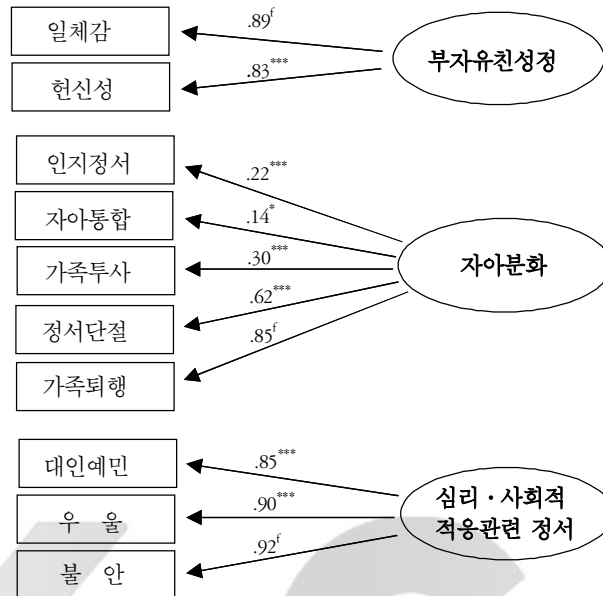 일체감
.89f
부자유친성정
헌신성
.83***
인지정서
.22***
자아통합
.14*
가족투사
.30***
자아분화
정서단절
.62***
가족퇴행
.85f
대인예민
.85***
우 울
.90***
심리·사회적
적응관련 정서
불 안
.92f